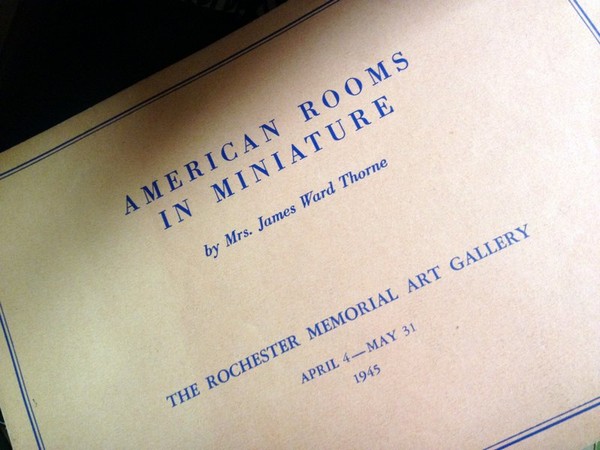 AMERICAN ROOMS
IN MINIATURE
by Mrs. James Ward Thorne
THE ROCHESTER MEMORIAL ART GALLERY
APRIL 4—MAY 31
1945